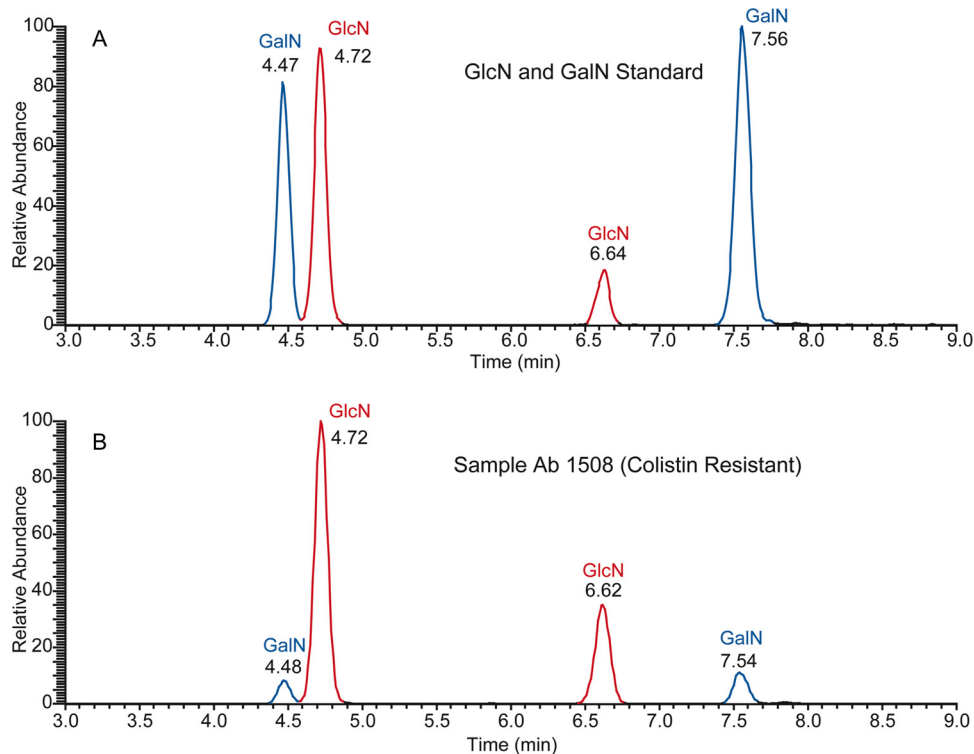 A
GalN
4.47
GlcN
4.72
GlcN and GalN Standard
GlcN
6.64
GalN
7.56
Relative Abundance
100
80
60
40
20
0
3.0 3.5 4.0 4.5 5.0 5.5 6.0 6.5 7.0 7.5 8.0 8.5 9.0
Time (min)
B
GalN
4.48
GlcN
4.72
Sample Ab 1508 (Colistin Resistant)
GlcN
6.62
GalN
7.54
Relative Abundance
100
80
60
40
20
0
3.0 3.5 4.0 4.5 5.0 5.5 6.0 6.5 7.0 7.5 8.0 8.5 9.0
Time (min)